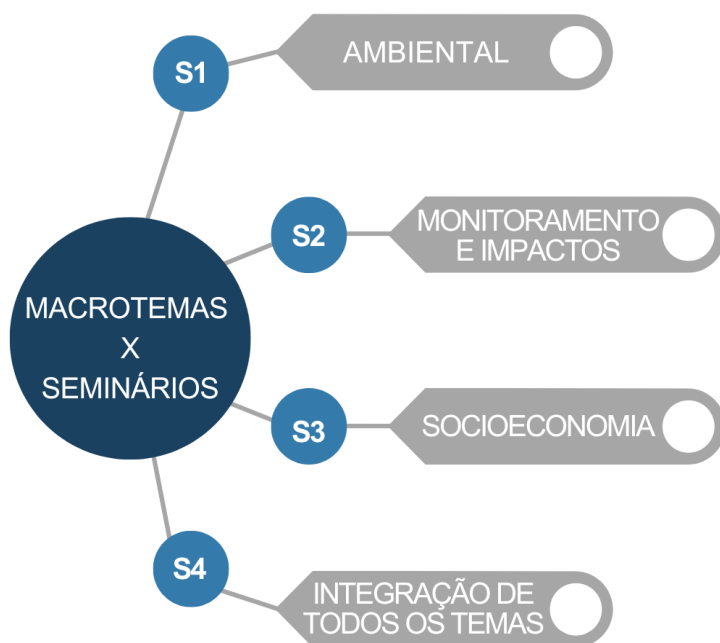 MACROTEMAS
X
SEMINÁRIOS
S1
AMBIENTAL
S2
MONITORAMENTO
E IMPACTOS
S3
SOCIOECONOMIA
S4
INTEGRAÇÃO DE
TODOS OS TEMAS